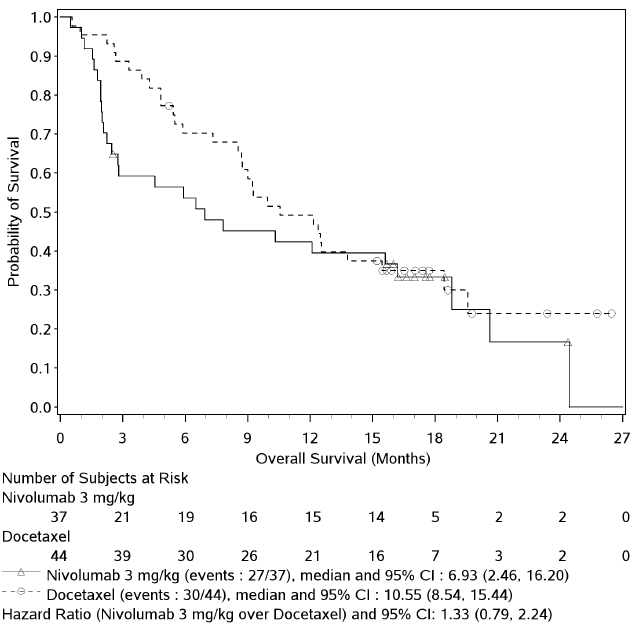 1.0
0.9
0.8
0.7
0.6
0.5
0.4
0.3
0.2
0.1
0.0
Probability of Survival
0 3 6 9 12 15 18 21 24 27
Overall Survival (Months)
Number of Subjects at Risk
Nivolumab 3 mg/kg
37 21 19 16 15 14 5 2 2 0
Docetaxel
44 39 30 26 21 16 7 3 2 0
Nivolumab 3 mg/kg (events : 27/37), median and 95% CI : 6.93 (2.46, 16.20)
Docetaxel (events : 30/44), median and 95% CI : 10.55 (8.54, 15.44)
Hazard Ratio (Nivolumab 3 mg/kg over Docetaxel) and 95% CI: 1.33 (0.79, 2.24)